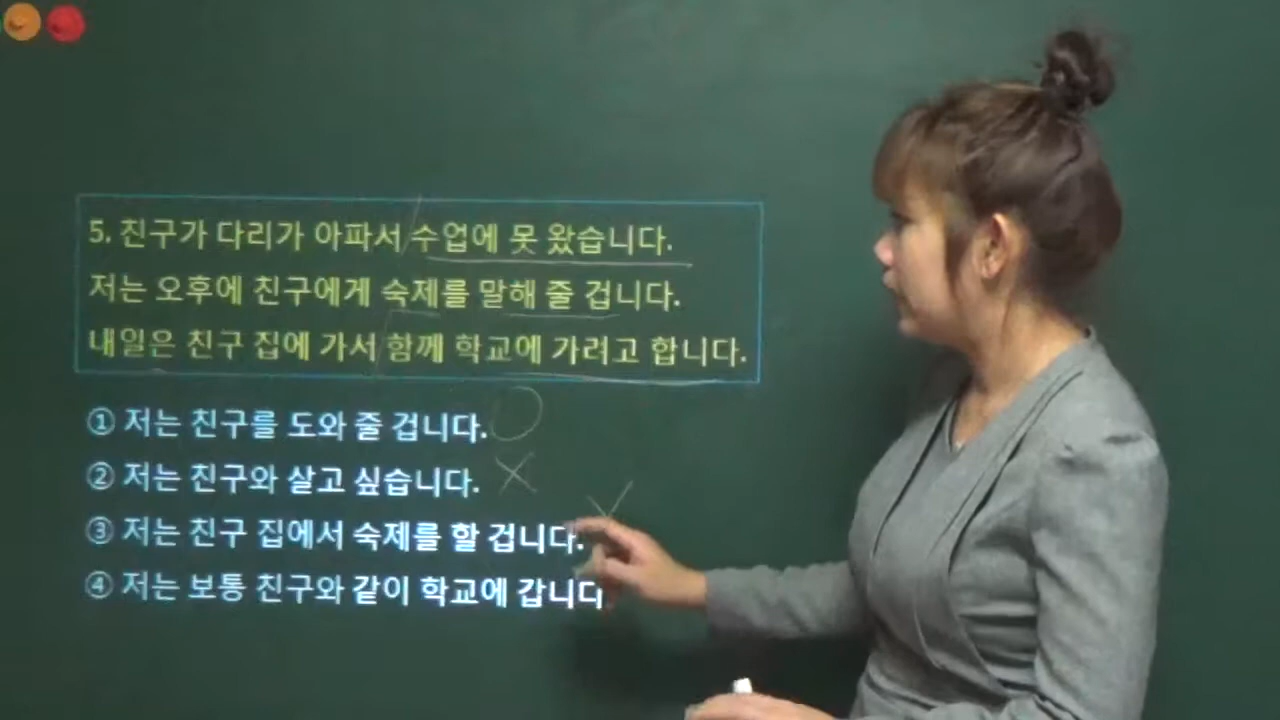 5. 친구가 다리가 아파서 수업에 못 왔습니다.
저는 오후에 친구에게 숙제를 말해 줄 겁니다.
내일은 친구 집에 가서 함께 학교에 가려고 합니다.
① 저는 친구를 도와 줄 겁니다.
② 저는 친구와 살고 싶습니다.
③ 저는 친구 집에서 숙제를 할 겁니다.
④ 저는 보통 친구와 같이 학교에 갑니다